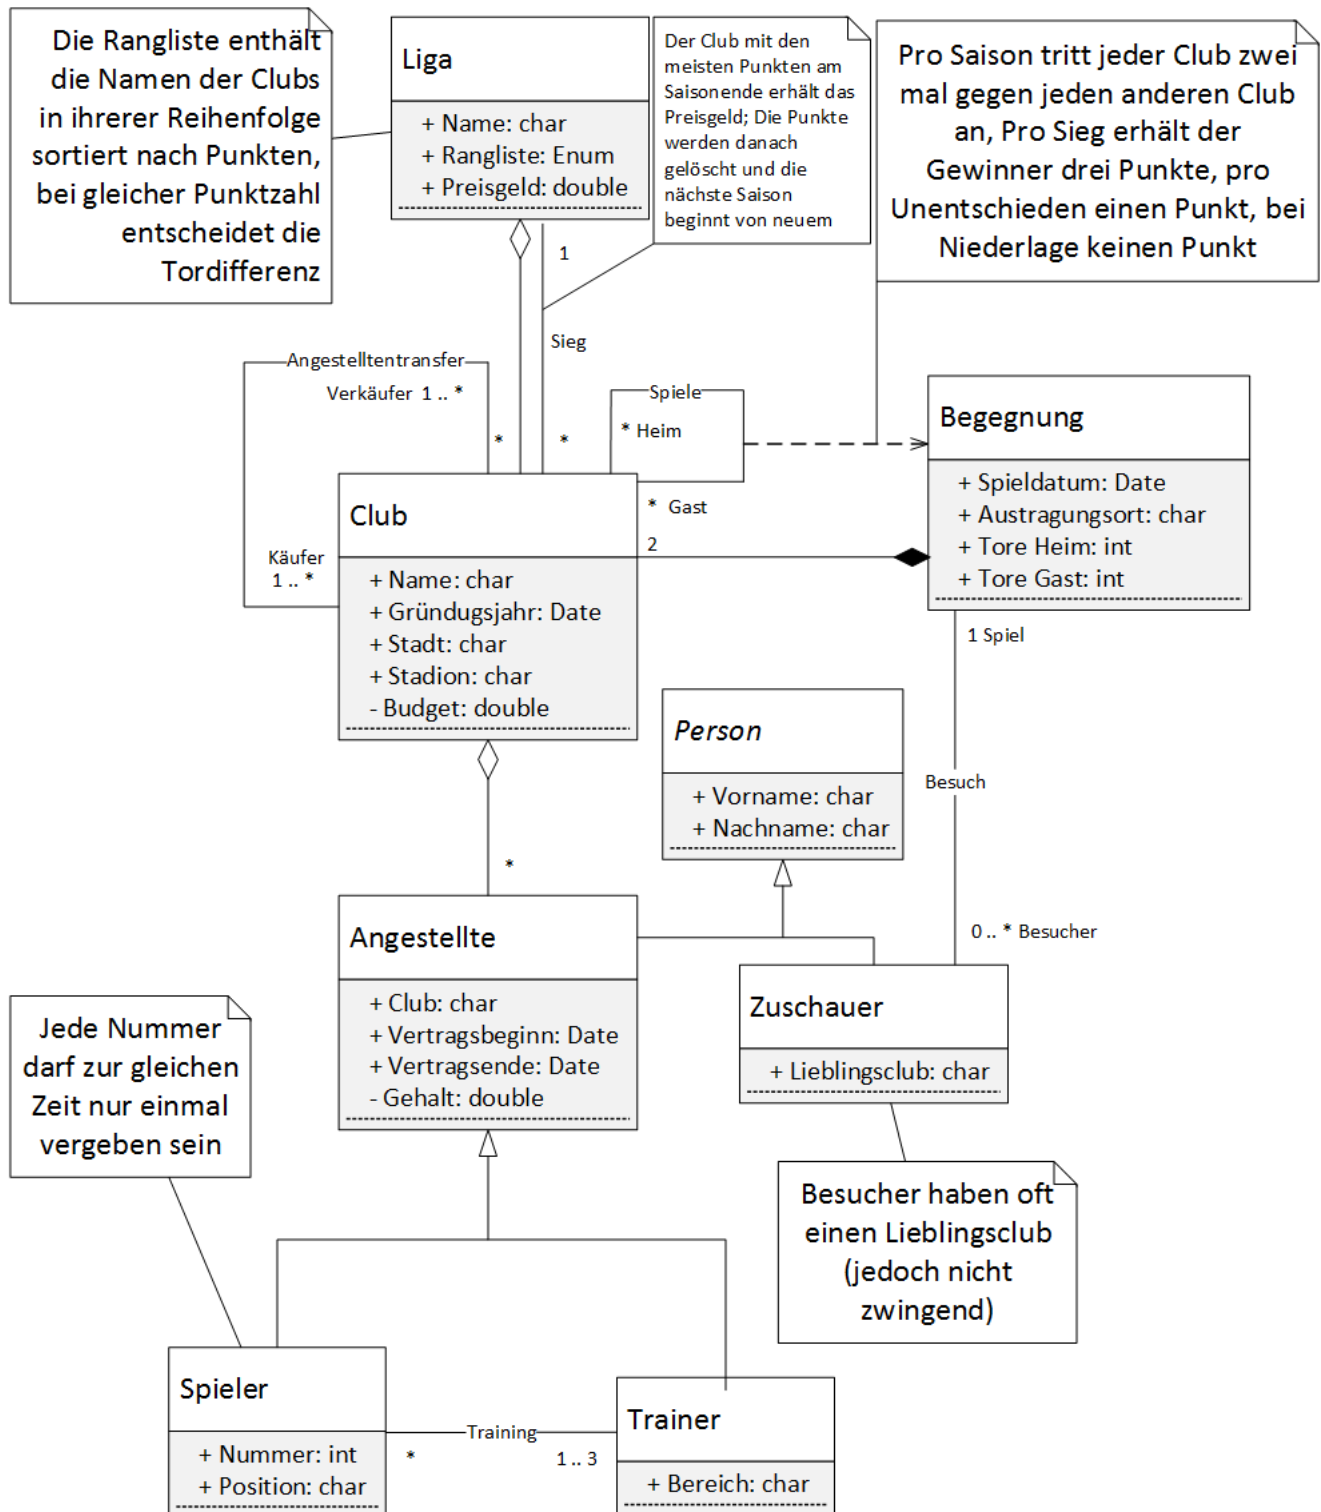 Die Rangliste enthält
die Namen der Clubs
in ihrerer Reihenfolge
sortiert nach Punkten,
bei gleicher Punktzahl
entscheidet die
Tordifferenz
Liga
+ Name: char
+ Rangliste: Enum
+ Preisgeld: double
Der Club mit den
meisten Punkten am
Saisonende erhält das
Preisgeld; Die Punkte
werden danach
gelöscht und die
nächste Saison
beginnt von neuem
Pro Saison tritt jeder Club zwei
mal gegen jeden anderen Club
an, Pro Sieg erhält der
Gewinner drei Punkte, pro
Unentschieden einen Punkt, bei
Niederlage keinen Punkt
1
Sieg
* *
Angestelltentransfer
Verkäufer 1 .. *
Käufer
1 .. *
Spiele
* Heim
* Gast
2
Club
+ Name: char
+ Gründugsjahr: Date
+ Stadt: char
+ Stadion: char
- Budget: double
Begegnung
+ Spieldatum: Date
+ Austragungsort: char
+ Tore Heim: int
+ Tore Gast: int
1 Spiel
Besuch
0 .. * Besucher
Person
+ Vorname: char
+ Nachname: char
*
Angestellte
+ Club: char
+ Vertragsbeginn: Date
+ Vertragsende: Date
- Gehalt: double
Zuschauer
+ Lieblingsclub: char
Jede Nummer
darf zur gleichen
Zeit nur einmal
vergeben sein
Besucher haben oft
einen Lieblingsclub
(jedoch nicht
zwingend)
Spieler
+ Nummer: int
+ Position: char
Training
*
1 .. 3
Trainer
+ Bereich: char